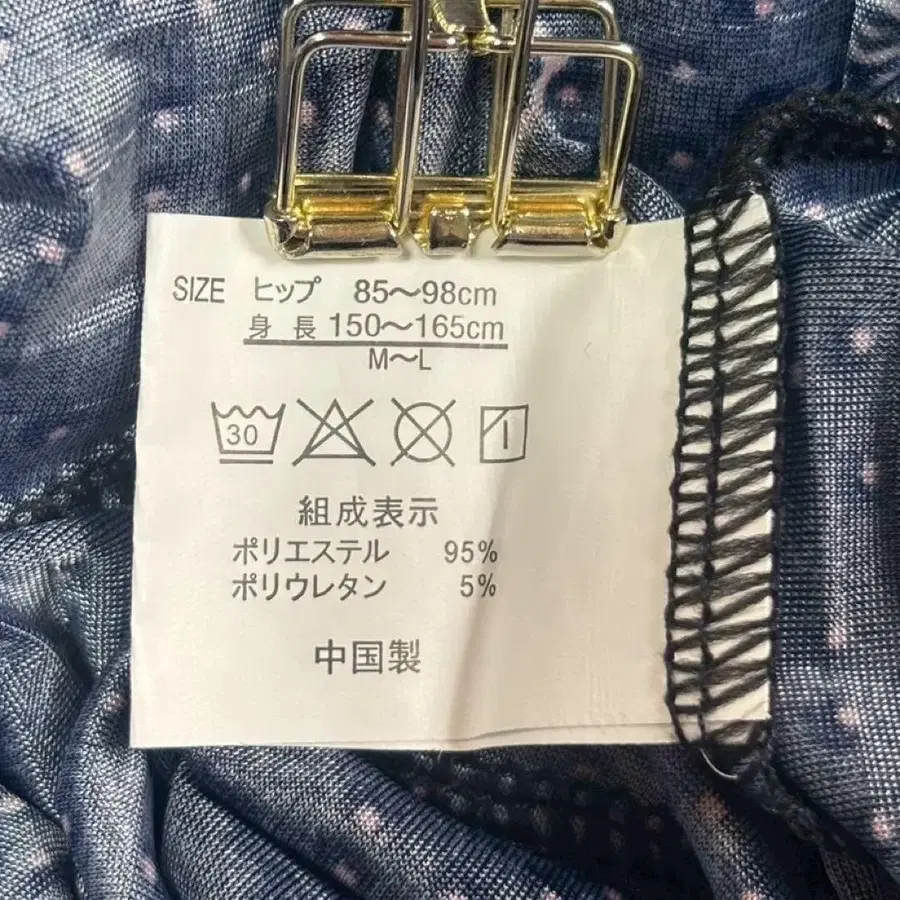 SIZE ヒップ 85～98cm
身長 150～165cm
M～L
30
組成表示
ポリエステル 95%
ポリウレタン 5%
中国製